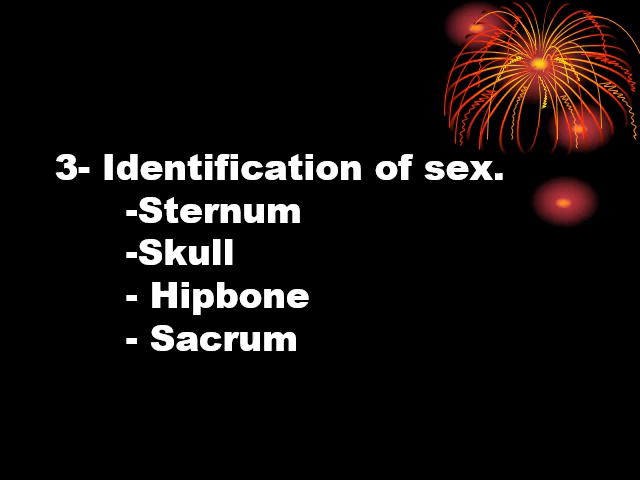 3- Identification of sex.
-Sternum
-Skull
- Hipbone
- Sacrum